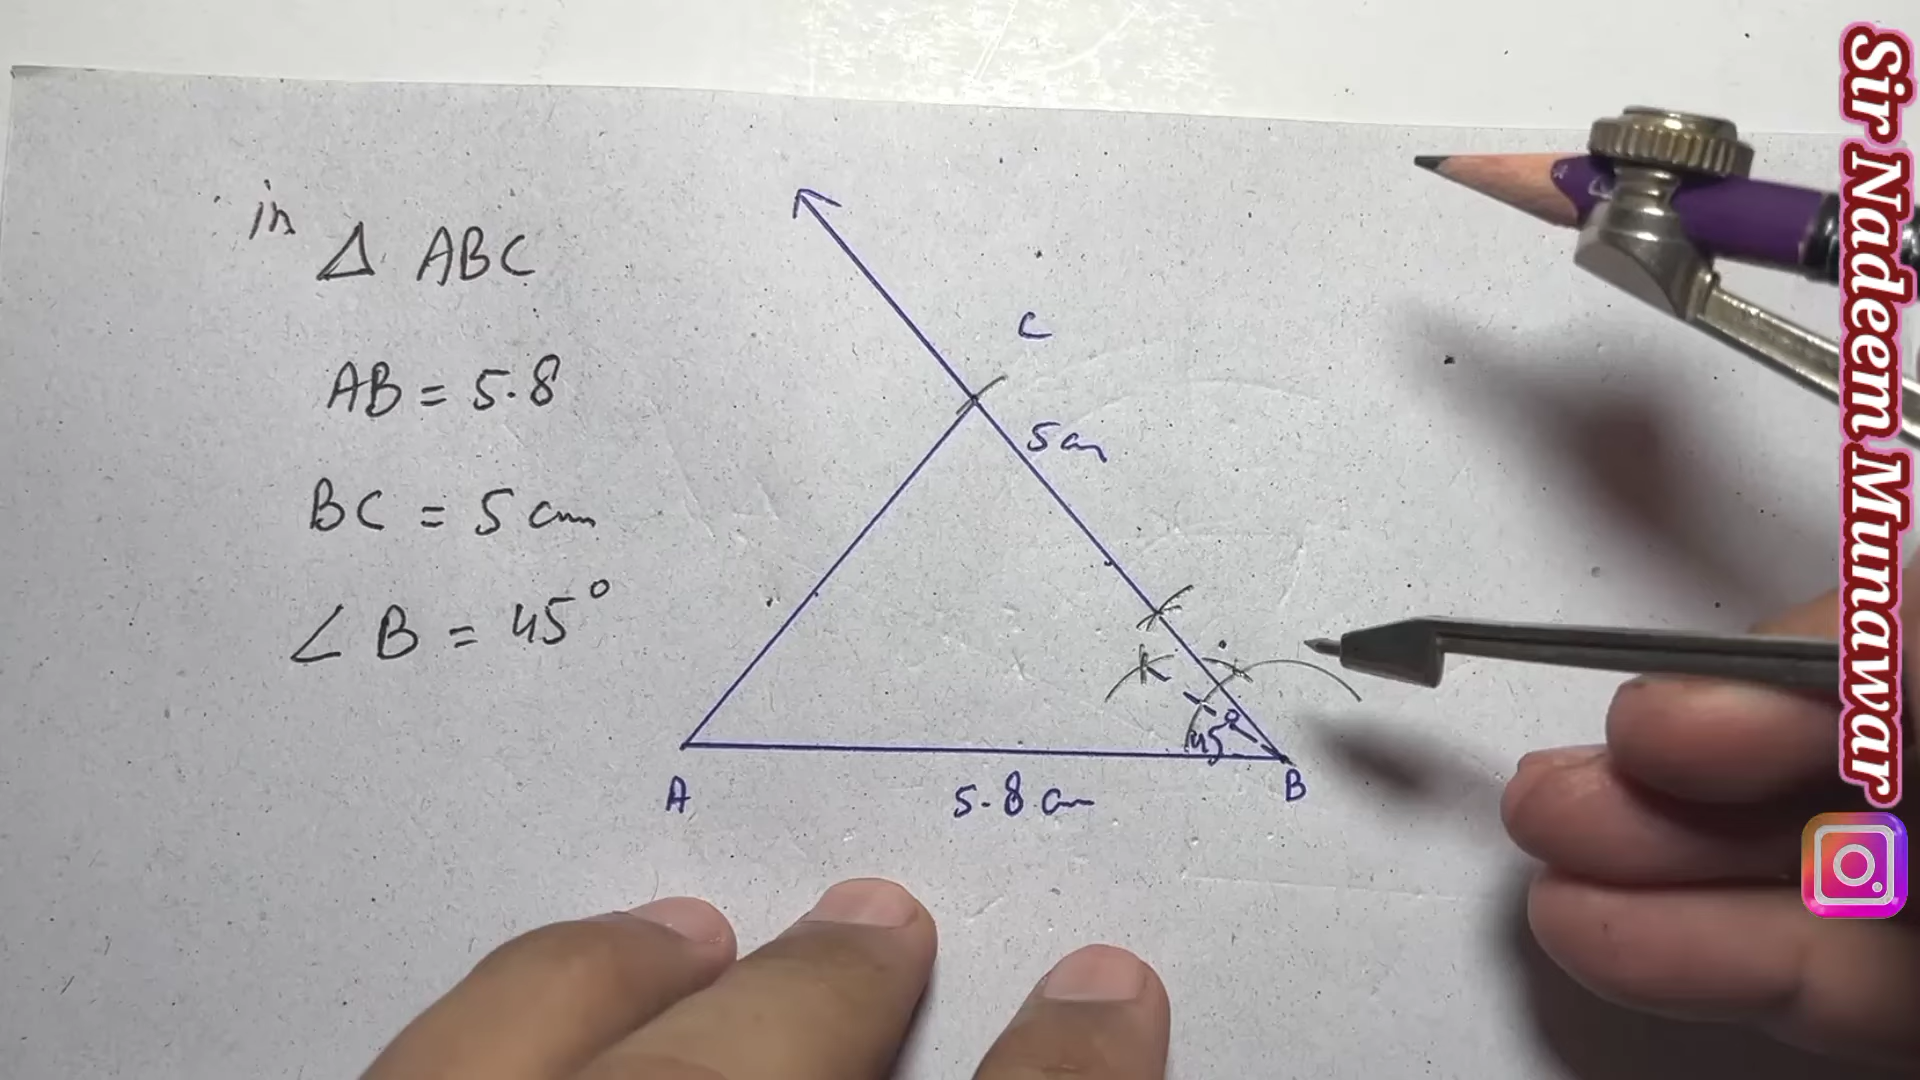 in
Δ ABC
AB = 5.8
BC = 5 cm
∠ B = 45°
C
5 cm
45°
A
5.8 cm
B
Sir Nadeem Munawar